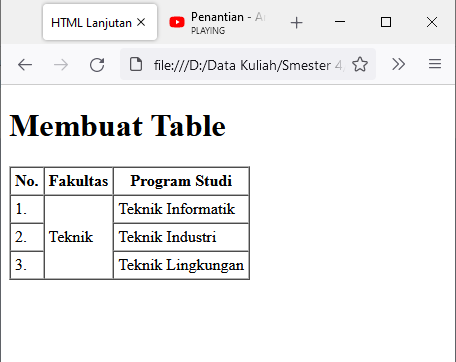 HTML Lanjutan
Penantian - A
PLAYING
file:///D:/Data Kuliah/Smester 4
Membuat Table
No. Fakultas Program Studi
1. Teknik Informatik
2. Teknik Teknik Industri
3. Teknik Lingkungan